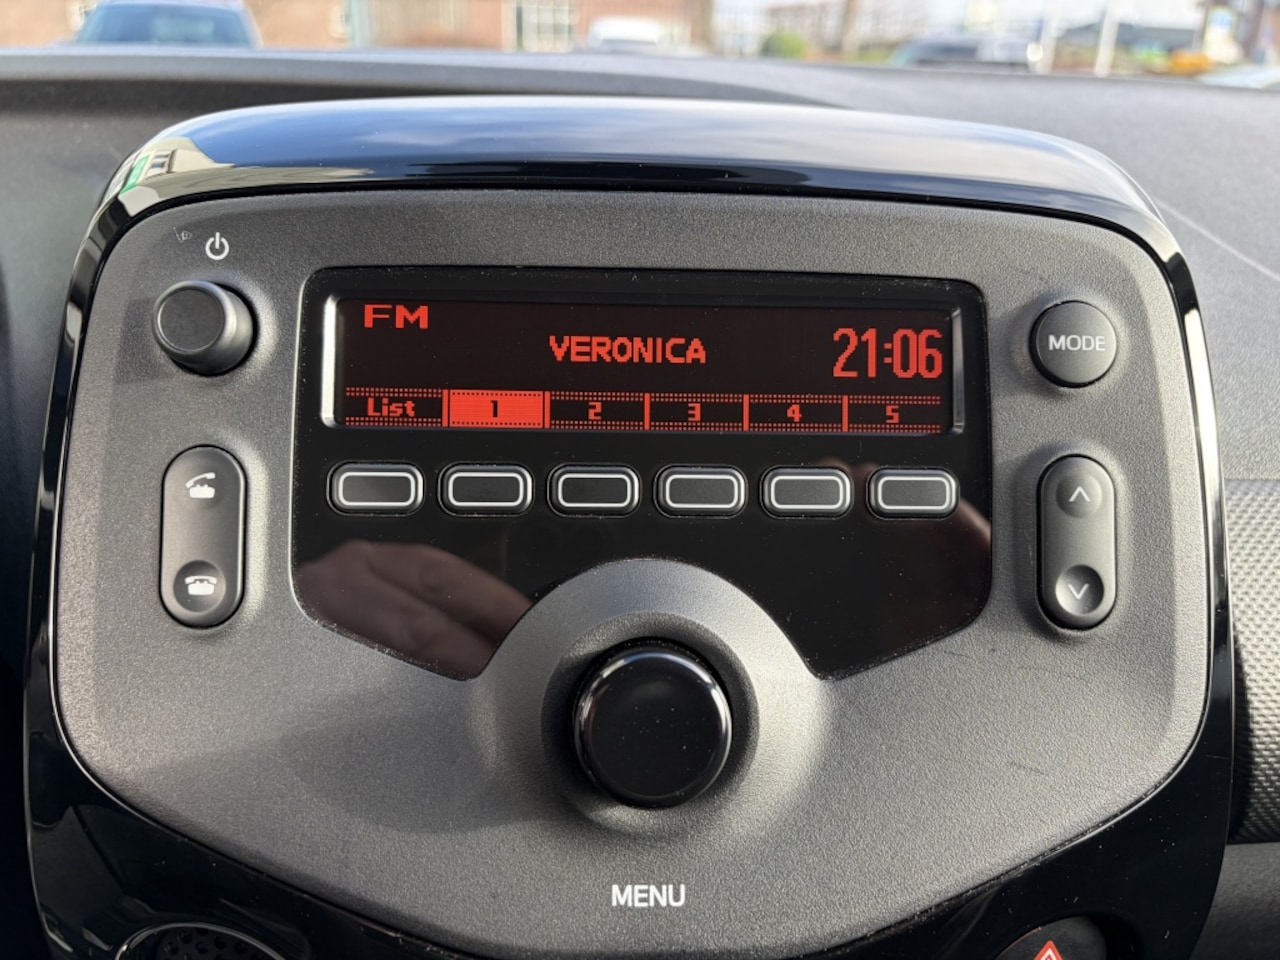 FM
VERONICA
21:06
List 1 2 3 4 5
MODE
MENU